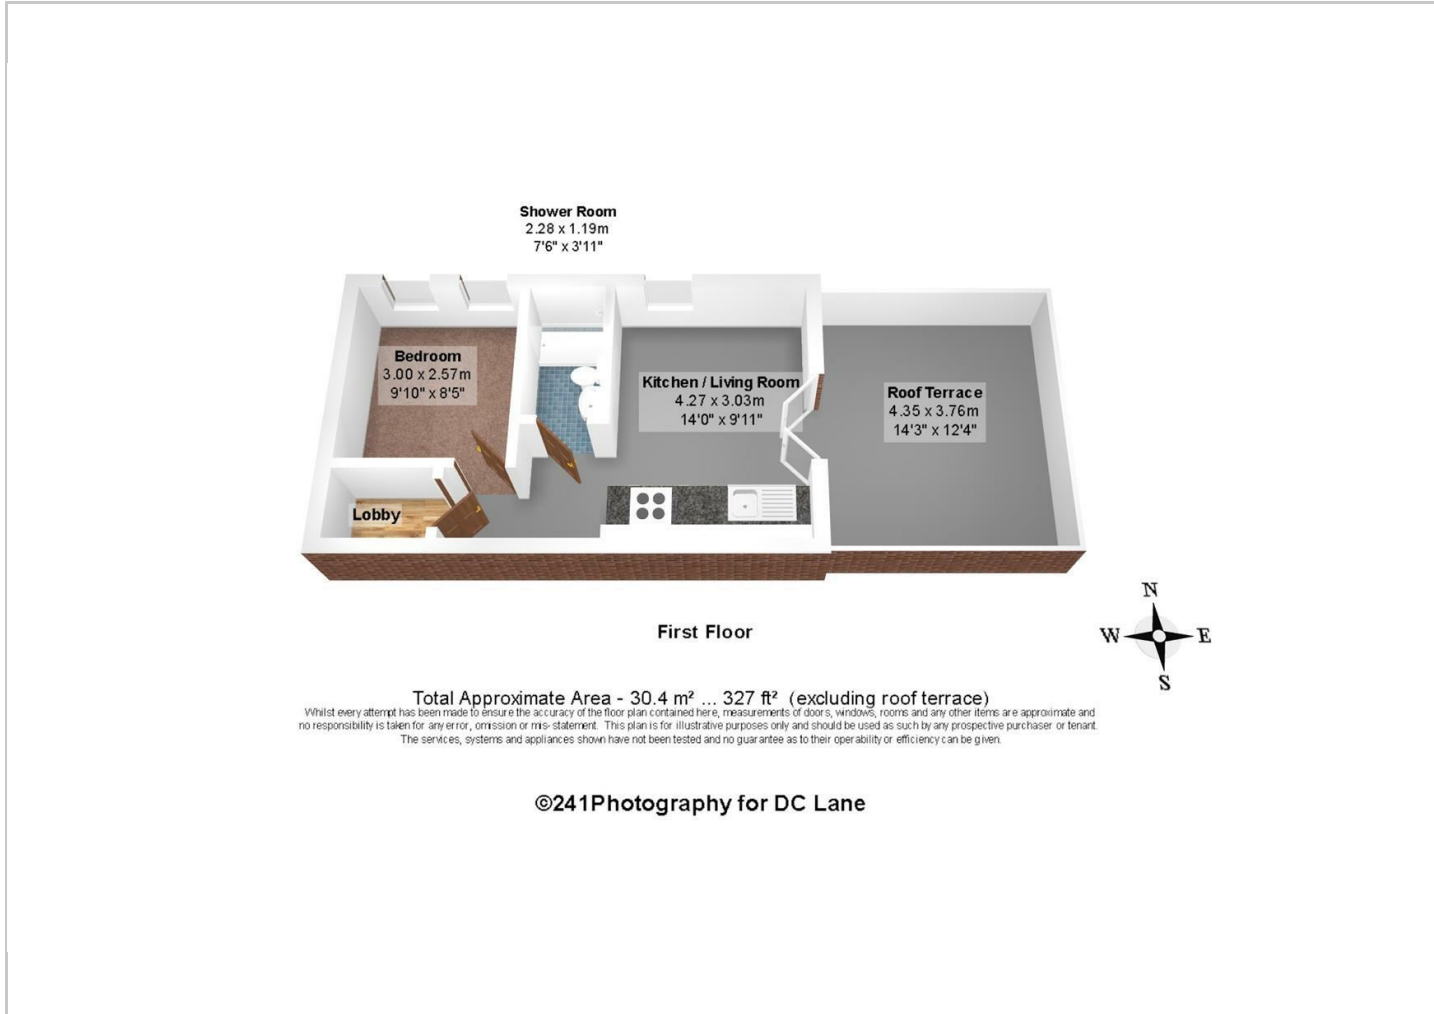 Shower Room
2.28 x 1.19m
7'6" x 3'11"
Bedroom
3.00 x 2.57m
9'10" x 8'5"
Kitchen / Living Room
4.27 x 3.03m
14'0" x 9'11"
Roof Terrace
4.35 x 3.76m
14'3" x 12'4"
Lobby
First Floor
N
W E
S
Total Approximate Area - 30.4 m² ... 327 ft² (excluding roof terrace)
Whilst every attempt has been made to ensure the accuracy of the floor plan contained here, measurements of doors, windows, rooms and any other items are approximate and
no responsibility is taken for any error, omission or mis-statement. This plan is for illustrative purposes only and should be used as such by any prospective purchaser or tenant.
The services, systems and appliances shown have not been tested and no guarantee as to their operability or efficiency can be given.
©241Photography for DC Lane